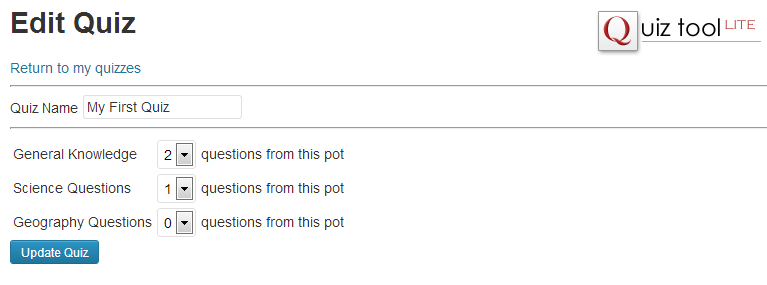 Edit Quiz
Quiz tool LITE
Return to my quizzes
Quiz Name My First Quiz
General Knowledge 2 questions from this pot
Science Questions 1 questions from this pot
Geography Questions 0 questions from this pot
Update Quiz